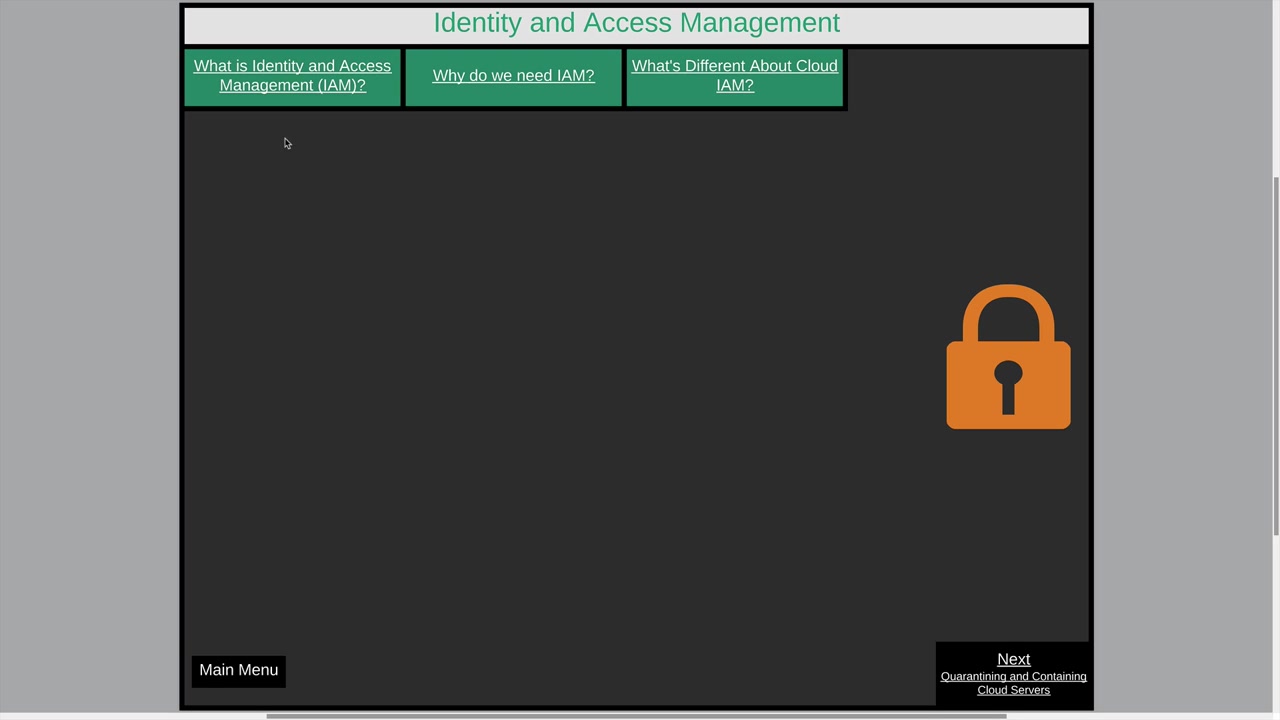 Identity and Access Management
What is Identity and Access
Management (IAM)?
Why do we need IAM?
What's Different About Cloud
IAM?
Main Menu
Next
Quarantining and Containing
Cloud Servers